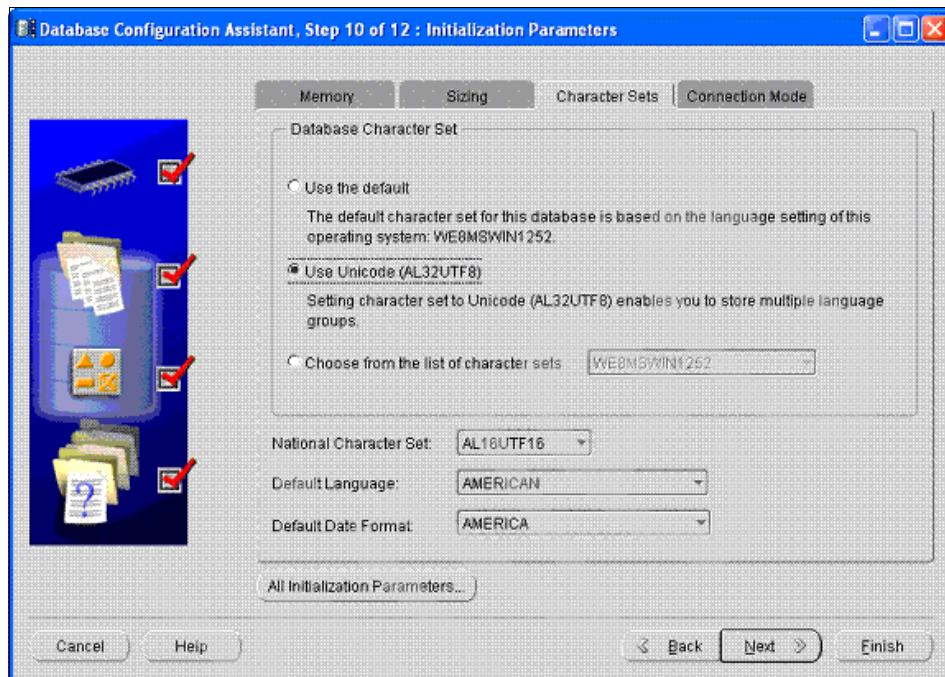 Database Configuration Assistant, Step 10 of 12 : Initialization Parameters
Memory
Sizing
Character Sets
Connection Mode
Database Character Set
Use the default
The default character set for this database is based on the language setting of this
operating system: WE8MSWIN1252.
Use Unicode (AL32UTF8)
Setting character set to Unicode (AL32UTF8) enables you to store multiple language
groups.
Choose from the list of character sets
WE8MSWIN1252
National Character Set:
AL16UTF16
Default Language:
AMERICAN
Default Date Format:
AMERICA
All Initialization Parameters...
Cancel
Help
Back
Next
Finish
?